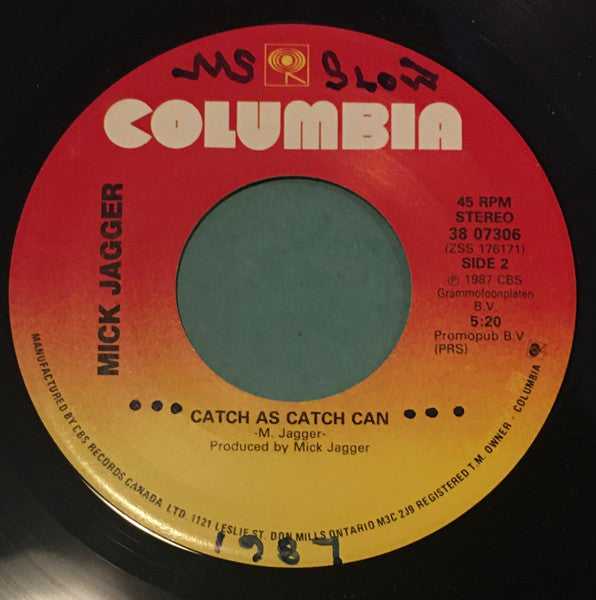 MS SLOW
COLUMBIA
MICK JAGGER
45 RPM
STEREO
38 07306
(ZSS 176171)
SIDE 2
℗ 1987 CBS
Grammofoonplaten
B.V.
5:20
Promopub B.V
(PRS)
CATCH AS CATCH CAN
-M. Jagger-
Produced by Mick Jagger
MANUFACTURED BY CBS RECORDS CANADA LTD. 1121 LESLIE ST. DON MILLS ONTARIO M3C 2J9 REGISTERED T.M. OWNER - COLUMBIA
1987